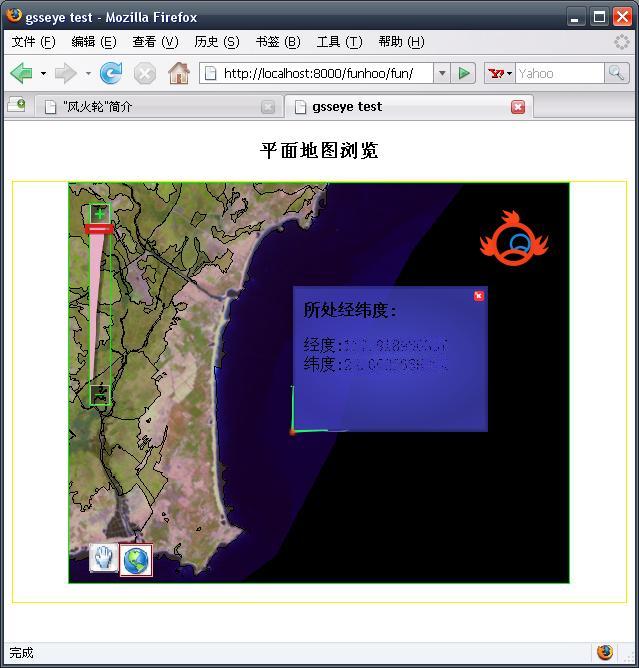 gsseye test - Mozilla Firefox
文件 (F) 编辑 (E) 查看 (V) 历史 (S) 书签 (B) 工具 (T) 帮助 (H)
http://localhost:8000/funhoo/fun/ Yahoo
"风火轮"简介 gsseye test
平面地图浏览
所处经纬度:
经度:
纬度:
完成